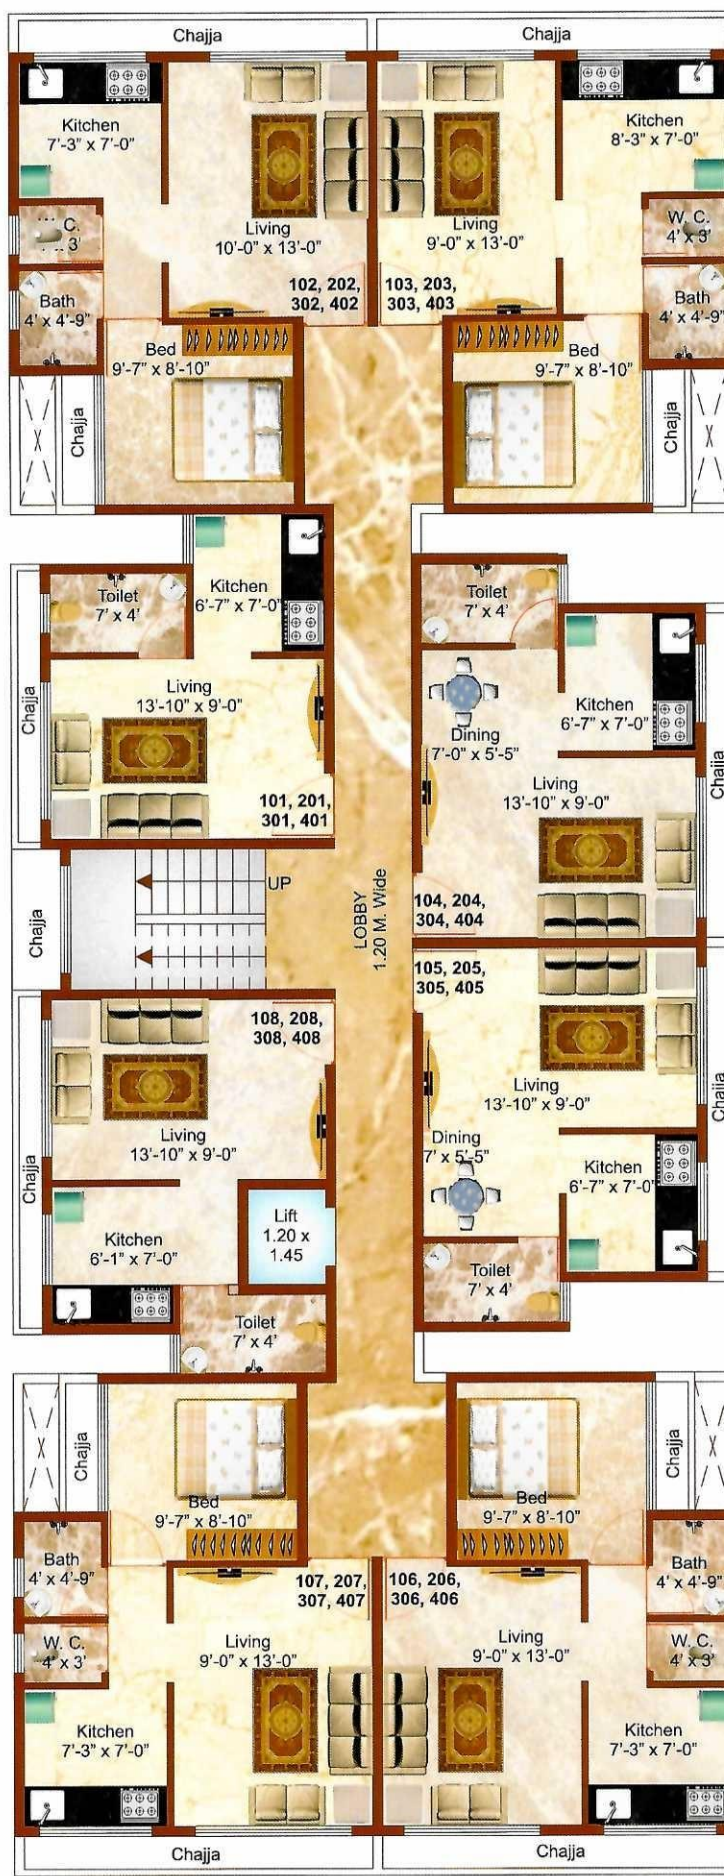 Chajja
Chajja
Kitchen
7'-3" x 7'-0"
Living
10'-0" x 13'-0"
102, 202,
302, 402
C.
3'
Bath
4' x 4'-9"
Bed
9'-7" x 8'-10"
Chajja
Living
9'-0" x 13'-0"
103, 203,
303, 403
Kitchen
8'-3" x 7'-0"
W. C.
4' x 3'
Bath
4' x 4'-9"
Bed
9'-7" x 8'-10"
Chajja
Toilet
7' x 4'
Kitchen
6'-7" x 7'-0"
Living
13'-10" x 9'-0"
101, 201,
301, 401
Chajja
Toilet
7' x 4'
Dining
7'-0" x 5'-5"
Kitchen
6'-7" x 7'-0"
Living
13'-10" x 9'-0"
104, 204,
304, 404
Chajja
UP
Chajja
LOBBY
1.20 M. Wide
105, 205,
305, 405
Living
13'-10" x 9'-0"
Dining
7' x 5'-5"
Kitchen
6'-7" x 7'-0"
Toilet
7' x 4'
Chajja
108, 208,
308, 408
Living
13'-10" x 9'-0"
Kitchen
6'-1" x 7'-0"
Lift
1.20 x
1.45
Toilet
7' x 4'
Chajja
Chajja
Bed
9'-7" x 8'-10"
Bath
4' x 4'-9"
W. C.
4' x 3'
107, 207,
307, 407
Living
9'-0" x 13'-0"
Kitchen
7'-3" x 7'-0"
Chajja
Bed
9'-7" x 8'-10"
Chajja
106, 206,
306, 406
Living
9'-0" x 13'-0"
Bath
4' x 4'-9"
W. C.
4' x 3'
Kitchen
7'-3" x 7'-0"
Chajja